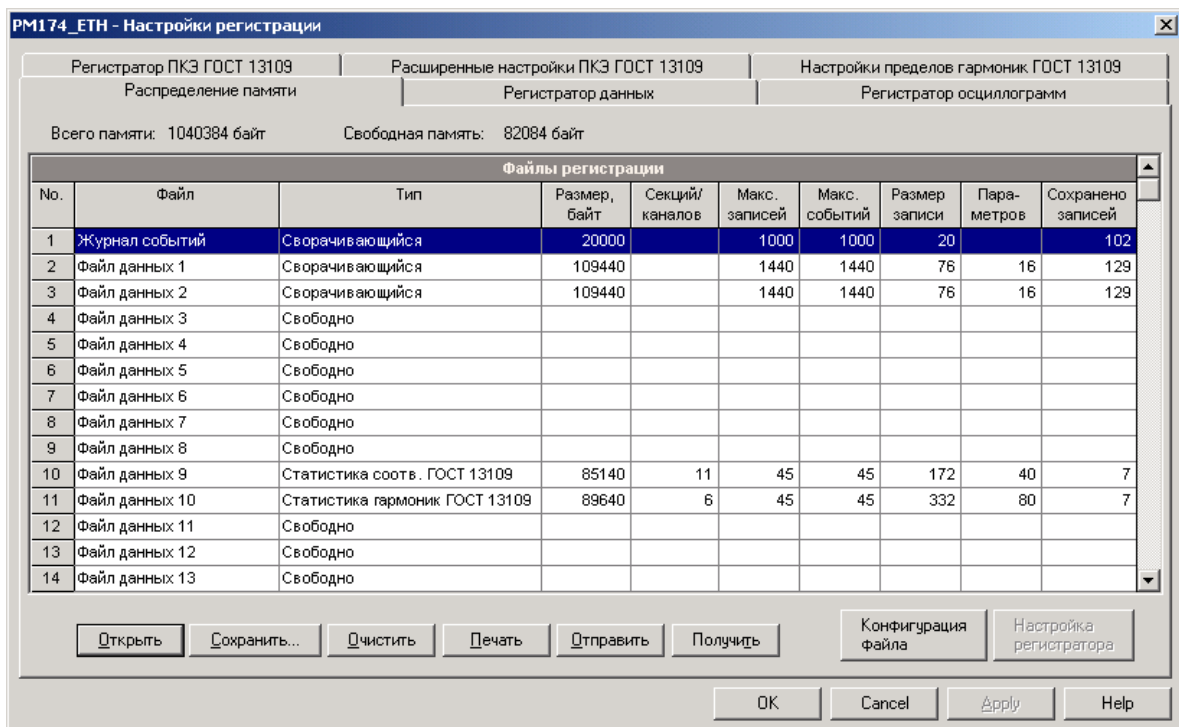 PM174_ETH - Настройки регистрации
Регистратор ПКЭ ГОСТ 13109 Расширенные настройки ПКЭ ГОСТ 13109 Настройки пределов гармоник ГОСТ 13109
Распределение памяти Регистратор данных Регистратор осциллограмм
Всего памяти: 1040384 байт Свободная память: 82084 байт
Файлы регистрации
No. Файл Тип Размер, байт Секций/ каналов Макс. записей Макс. событий Размер записи Пара- метров Сохранено записей
1 Журнал событий Сворачивающийся 20000 1000 1000 20 102
2 Файл данных 1 Сворачивающийся 109440 1440 1440 76 16 129
3 Файл данных 2 Сворачивающийся 109440 1440 1440 76 16 129
4 Файл данных 3 Свободно
5 Файл данных 4 Свободно
6 Файл данных 5 Свободно
7 Файл данных 6 Свободно
8 Файл данных 7 Свободно
9 Файл данных 8 Свободно
10 Файл данных 9 Статистика соотв. ГОСТ 13109 85140 11 45 45 172 40 7
11 Файл данных 10 Статистика гармоник ГОСТ 13109 89640 6 45 45 332 80 7
12 Файл данных 11 Свободно
13 Файл данных 12 Свободно
14 Файл данных 13 Свободно
Открыть Сохранить... Очистить Печать Отправить Получить Конфигурация файла Настройка регистратора
OK Cancel Apply Help